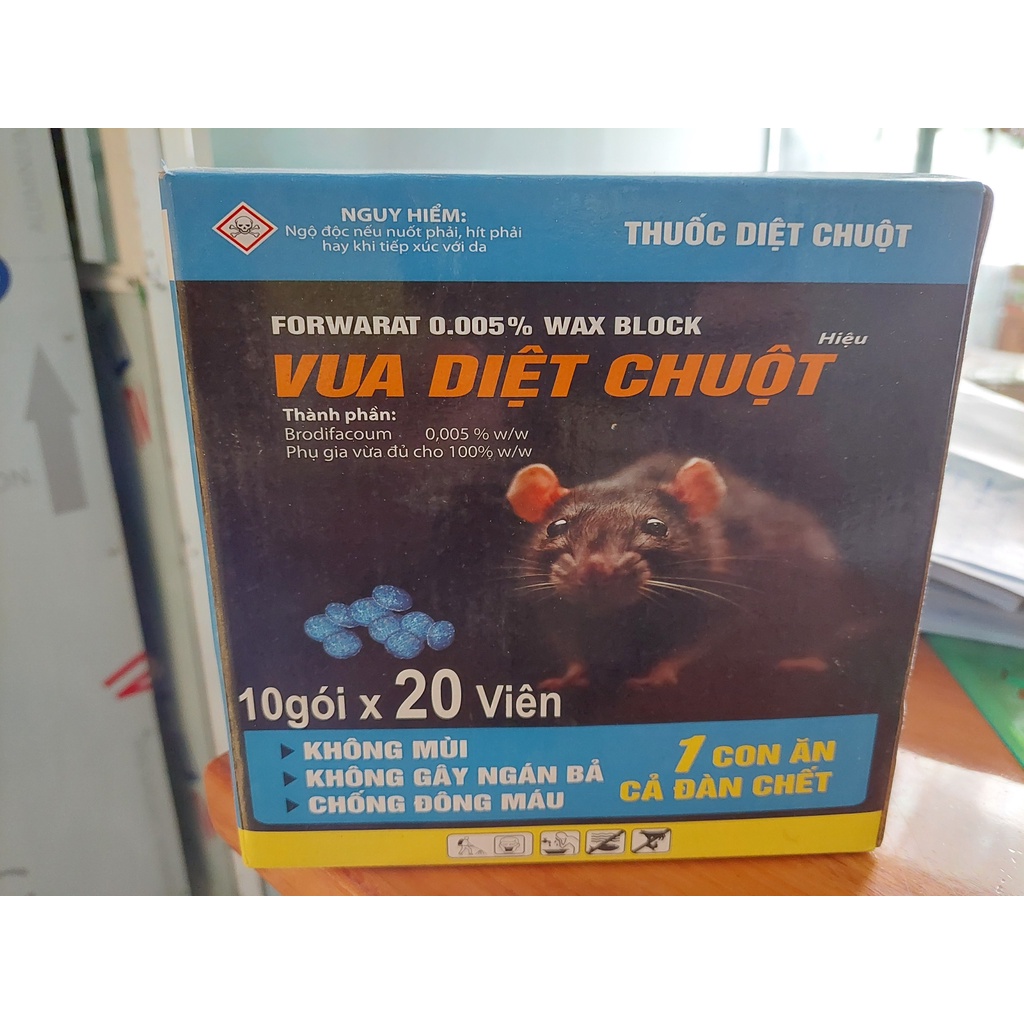 NGUY HIỂM:
Ngộ độc nếu nuốt phải, hít phải
hay khi tiếp xúc với da
THUỐC DIỆT CHUỘT
FORWARAT 0.005% WAX BLOCK
Hiệu
VUA DIỆT CHUỘT
Thành phần:
Brodifacoum 0,005 % w/w
Phụ gia vừa đủ cho 100% w/w
10gói x 20 Viên
KHÔNG MÙI
KHÔNG GÂY NGÁN BẢ
CHỐNG ĐÔNG MÁU
1 CON ĂN
CẢ ĐÀN CHẾT